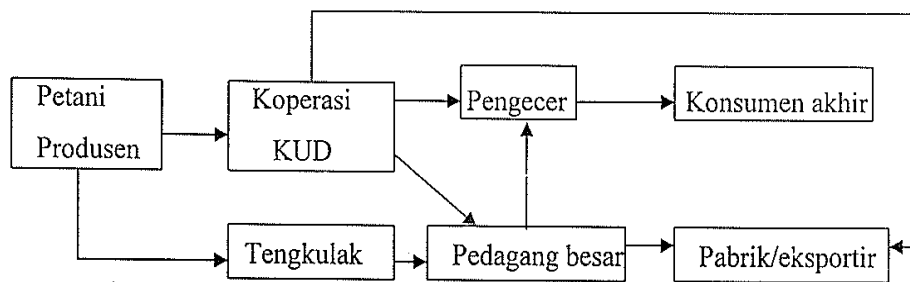 Petani
Produsen
Koperasi
KUD
Pengecer
Konsumen akhir
Tengkulak
Pedagang besar
Pabrik/eksportir